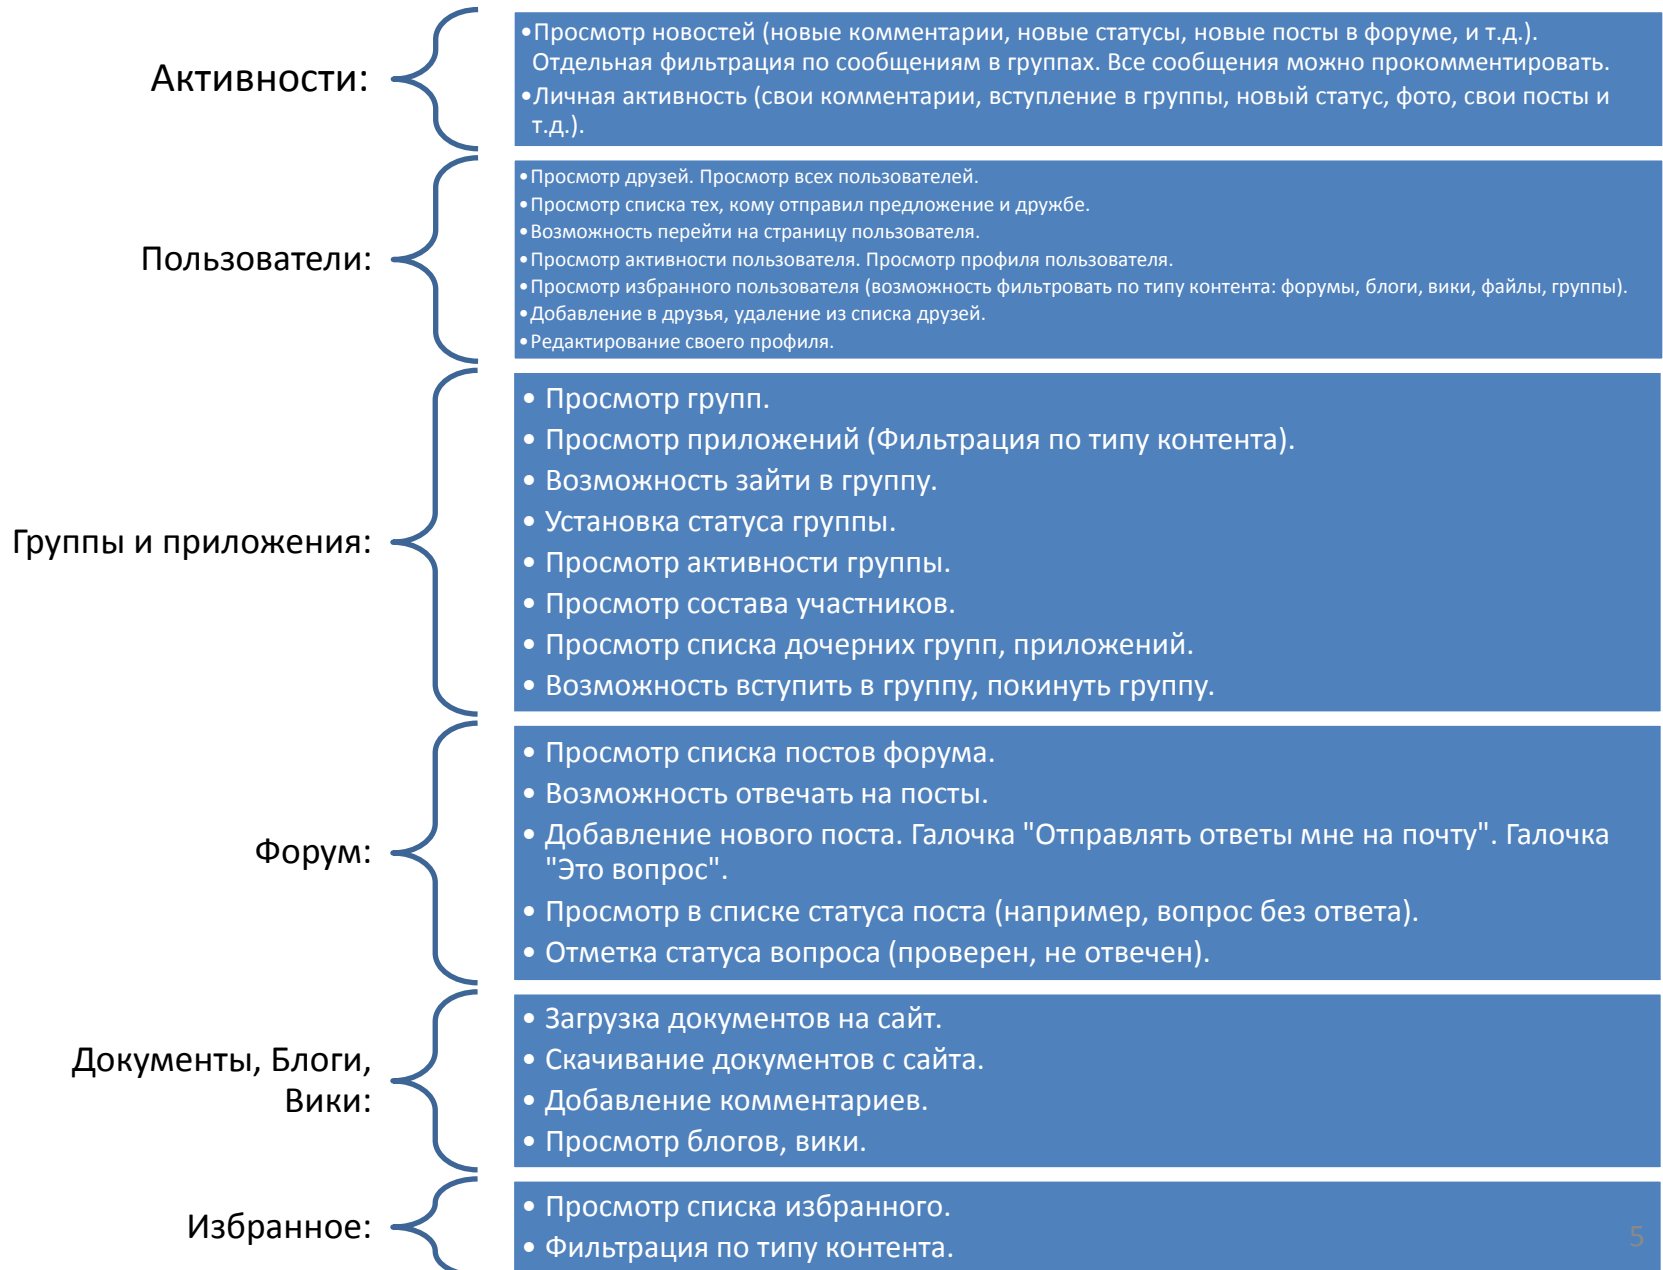 Активности:
•Просмотр новостей (новые комментарии, новые статусы, новые посты в форуме, и т.д.).
Отдельная фильтрация по сообщениям в группах. Все сообщения можно прокомментировать.
•Личная активность (свои комментарии, вступление в группы, новый статус, фото, свои посты и
т.д.).
Пользователи:
•Просмотр друзей. Просмотр всех пользователей.
•Просмотр списка тех, кому отправил предложение и дружбе.
•Возможность перейти на страницу пользователя.
•Просмотр активности пользователя. Просмотр профиля пользователя.
•Просмотр избранного пользователя (возможность фильтровать по типу контента: форумы, блоги, вики, файлы, группы).
•Добавление в друзья, удаление из списка друзей.
•Редактирование своего профиля.
Группы и приложения:
• Просмотр групп.
• Просмотр приложений (Фильтрация по типу контента).
• Возможность зайти в группу.
• Установка статуса группы.
• Просмотр активности группы.
• Просмотр состава участников.
• Просмотр списка дочерних групп, приложений.
• Возможность вступить в группу, покинуть группу.
Форум:
• Просмотр списка постов форума.
• Возможность отвечать на посты.
• Добавление нового поста. Галочка "Отправлять ответы мне на почту". Галочка
"Это вопрос".
• Просмотр в списке статуса поста (например, вопрос без ответа).
• Отметка статуса вопроса (проверен, не отвечен).
Документы, Блоги,
Вики:
• Загрузка документов на сайт.
• Скачивание документов с сайта.
• Добавление комментариев.
• Просмотр блогов, вики.
Избранное:
• Просмотр списка избранного.
• Фильтрация по типу контента.
5